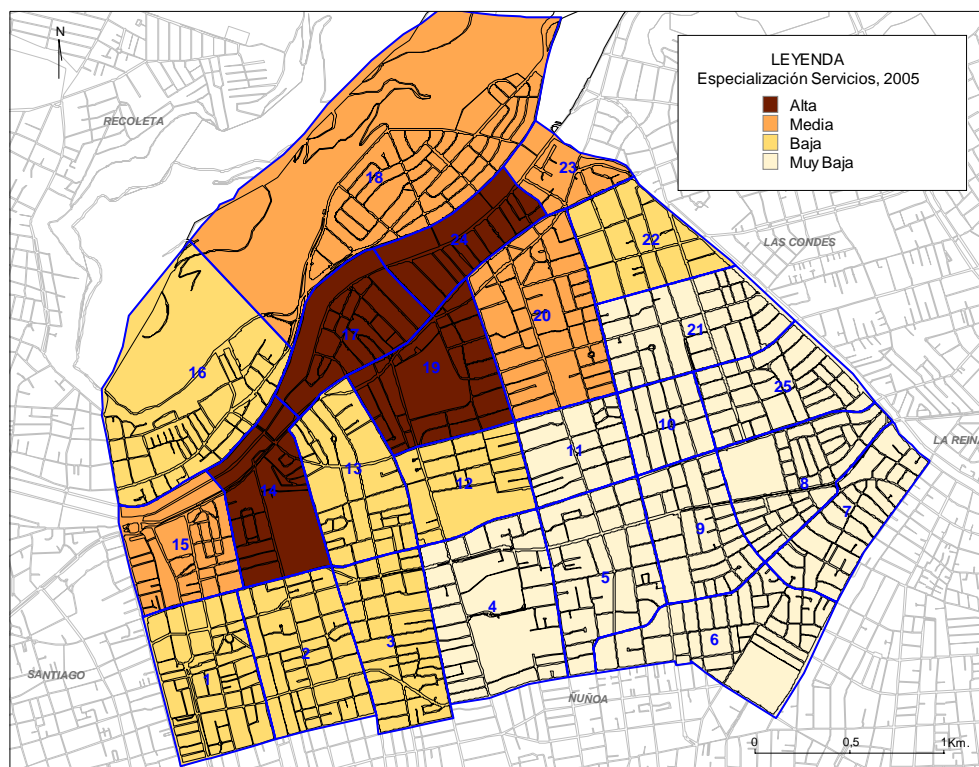 N
LEYENDA
Especialización Servicios, 2005
Alta
Media
Baja
Muy Baja
RECOLETA
18
23
24
22
LAS CONDES
20
21
17
19
16
25
10
11
13
12
LA REINA
14
8
7
15
9
5
4
6
3
2
1
SANTIAGO
ÑUÑOA
0 0,5 1Km.